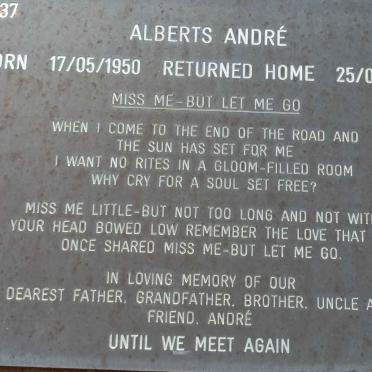 37
ALBERTS ANDRÉ
ORN 17/05/1950 RETURNED HOME 25/0
MISS ME-BUT LET ME GO
WHEN I COME TO THE END OF THE ROAD AND
THE SUN HAS SET FOR ME
I WANT NO RITES IN A GLOOM-FILLED ROOM
WHY CRY FOR A SOUL SET FREE?
MISS ME LITTLE-BUT NOT TOO LONG AND NOT WIT
YOUR HEAD BOWED LOW REMEMBER THE LOVE THAT
ONCE SHARED MISS ME-BUT LET ME GO.
IN LOVING MEMORY OF OUR
DEAREST FATHER, GRANDFATHER, BROTHER, UNCLE A
FRIEND, ANDRÉ
UNTIL WE MEET AGAIN